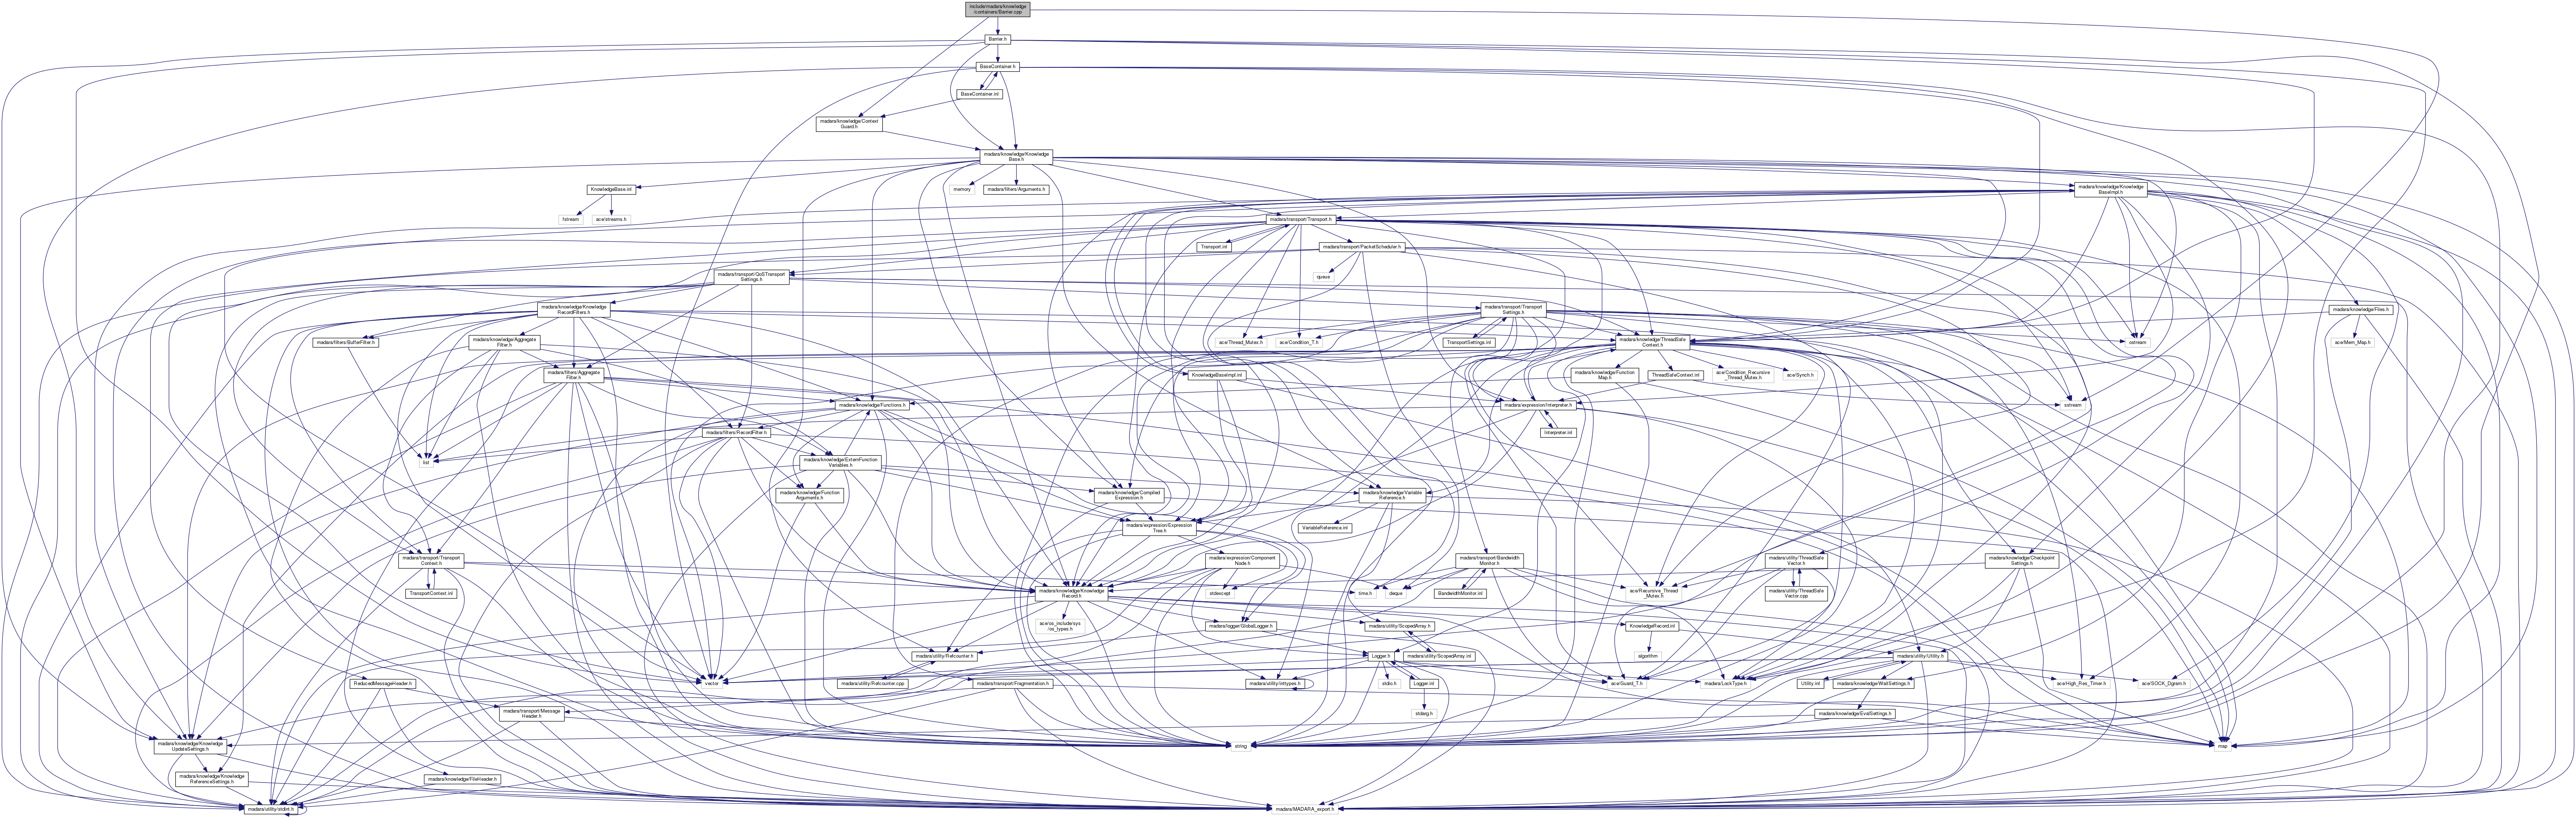 include/madara/knowledge
/containers/Barrier.cpp
Barrier.h
BaseContainer.h
BaseContainer.inl
madara/knowledge/Context
Guard.h
madara/knowledge/Knowledge
Base.h
KnowledgeBase.inl
memory
madara/filters/Arguments.h
madara/knowledge/Knowledge
BaseImpl.h
fstream
ace/streams.h
madara/transport/Transport.h
Transport.inl
madara/transport/PacketScheduler.h
queue
madara/transport/QoSTransport
Settings.h
madara/knowledge/Knowledge
RecordFilters.h
madara/transport/Transport
Settings.h
madara/knowledge/Files.h
madara/filters/BufferFilter.h
madara/knowledge/Aggregate
Filter.h
ace/Thread_Mutex.h
ace/Condition_T.h
TransportSettings.inl
madara/knowledge/ThreadSafe
Context.h
ostream
ace/Mem_Map.h
madara/filters/Aggregate
Filter.h
KnowledgeBaseImpl.inl
madara/knowledge/Function
Map.h
ThreadSafeContext.inl
ace/Condition_Recursive
_Thread_Mutex.h
ace/Synch.h
madara/knowledge/Functions.h
madara/expression/Interpreter.h
sstream
madara/filters/RecordFilter.h
Interpreter.inl
list
madara/knowledge/ExternFunction
Variables.h
madara/knowledge/Function
Arguments.h
madara/knowledge/Compiled
Expression.h
madara/knowledge/Variable
Reference.h
madara/expression/Expression
Tree.h
VariableReference.inl
madara/transport/Transport
Context.h
madara/expression/Component
Node.h
madara/transport/Bandwidth
Monitor.h
madara/utility/ThreadSafe
Vector.h
madara/knowledge/Checkpoint
Settings.h
TransportContext.inl
madara/knowledge/Knowledge
Record.h
stdexcept
time.h
deque
BandwidthMonitor.inl
ace/Recursive_Thread
_Mutex.h
madara/utility/ThreadSafe
Vector.cpp
ace/os_include/sys
/os_types.h
madara/logger/GlobalLogger.h
madara/utility/ScopedArray.h
KnowledgeRecord.inl
madara/utility/Refcounter.h
Logger.h
madara/utility/ScopedArray.inl
algorithm
madara/utility/Utility.h
ReducedMessageHeader.h
vector
madara/utility/Refcounter.cpp
madara/transport/Fragmentation.h
madara/utility/inttypes.h
stdio.h
Logger.inl
ace/Guard_T.h
madara/LockType.h
Utility.inl
madara/knowledge/WaitSettings.h
ace/High_Res_Timer.h
ace/SOCK_Dgram.h
madara/transport/Message
Header.h
stdarg.h
madara/knowledge/EvalSettings.h
madara/knowledge/Knowledge
UpdateSettings.h
string
map
madara/knowledge/Knowledge
ReferenceSettings.h
madara/knowledge/FileHeader.h
madara/utility/stdint.h
madara/MADARA_export.h